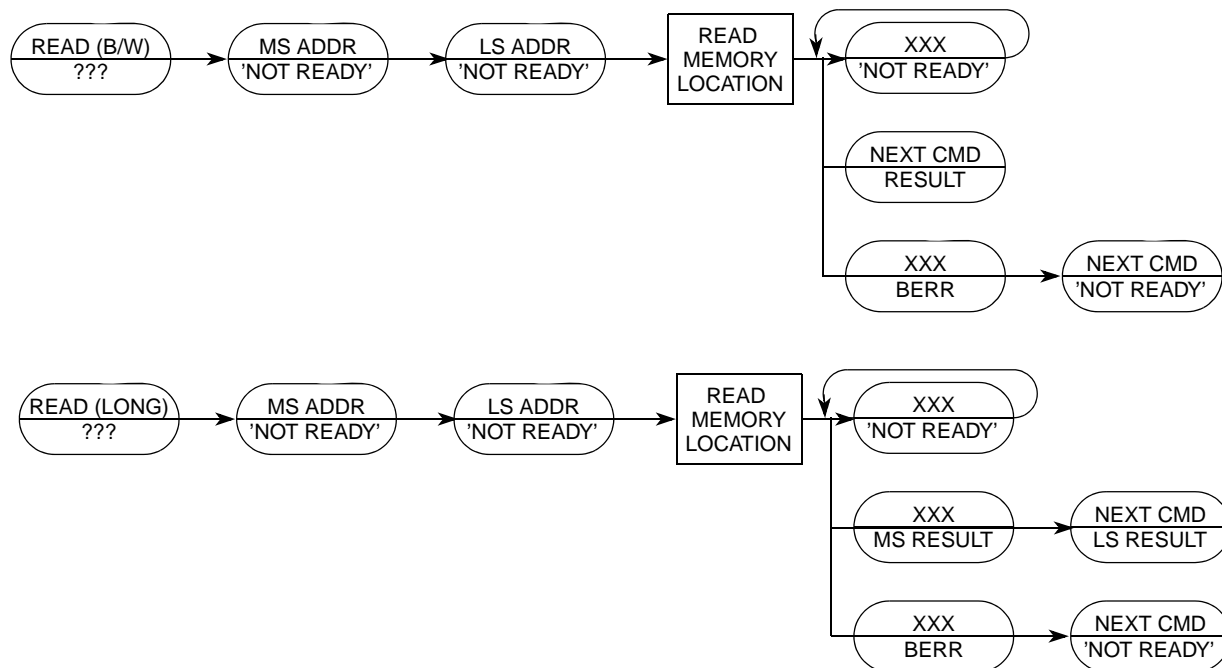 READ (B/W)
???
MS ADDR
'NOT READY'
LS ADDR
'NOT READY'
READ
MEMORY
LOCATION
XXX
'NOT READY'
NEXT CMD
RESULT
XXX
BERR
NEXT CMD
'NOT READY'
READ (LONG)
???
MS ADDR
'NOT READY'
LS ADDR
'NOT READY'
READ
MEMORY
LOCATION
XXX
'NOT READY'
XXX
MS RESULT
NEXT CMD
LS RESULT
XXX
BERR
NEXT CMD
'NOT READY'